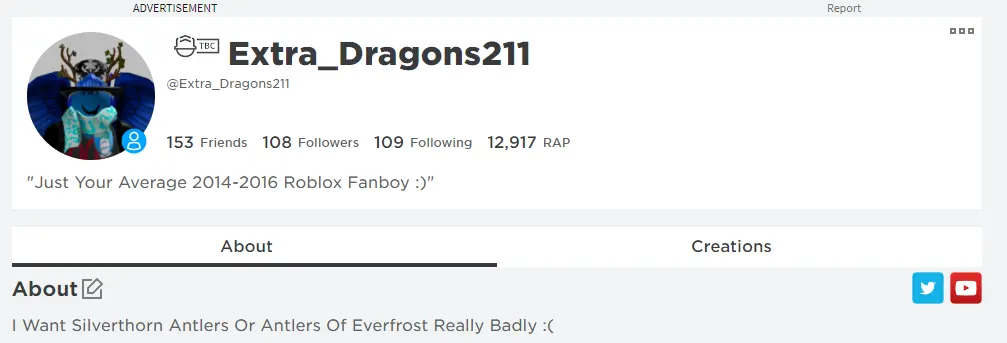 ADVERTISEMENT
Report
TBC
Extra_Dragons211
@Extra_Dragons211
153 Friends 108 Followers 109 Following 12,917 RAP
"Just Your Average 2014-2016 Roblox Fanboy :)"
About
Creations
About
I Want Silverthorn Antlers Or Antlers Of Everfrost Really Badly :(